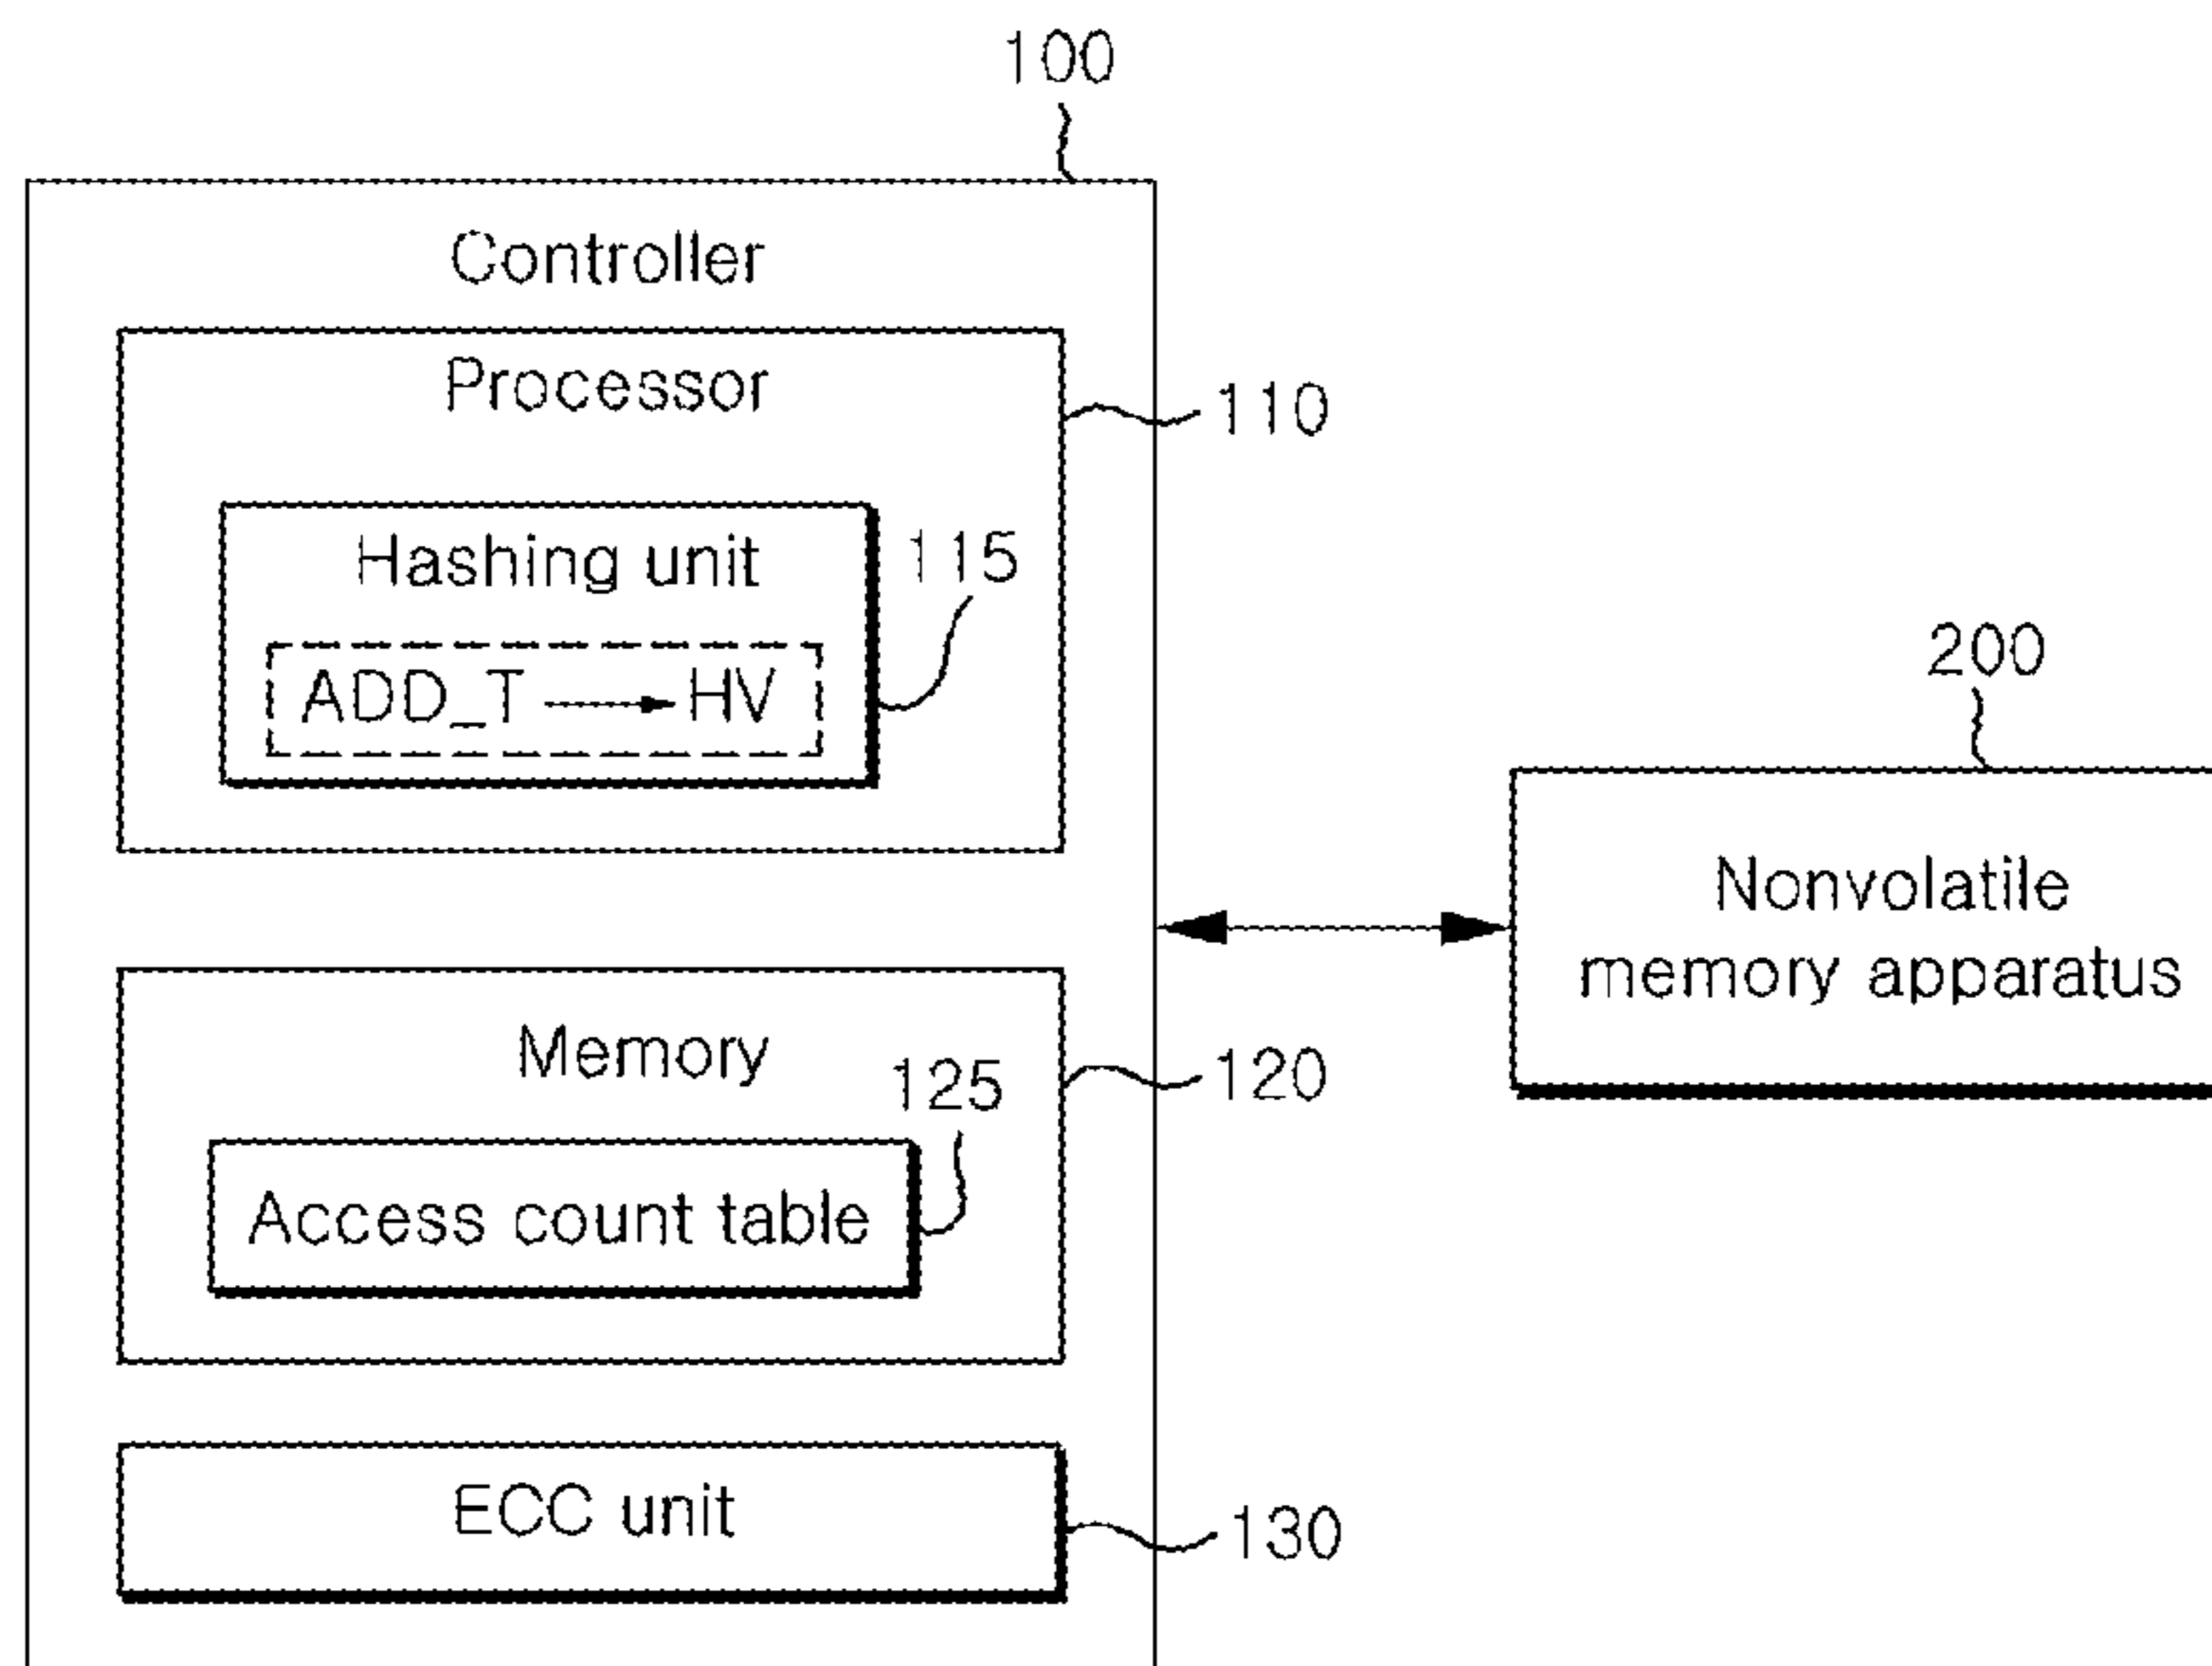 100
Controller
Processor
110
Hashing unit
115
ADD_T HV
200
Nonvolatile
memory apparatus
Memory
120
125
Access count table
ECC unit
130